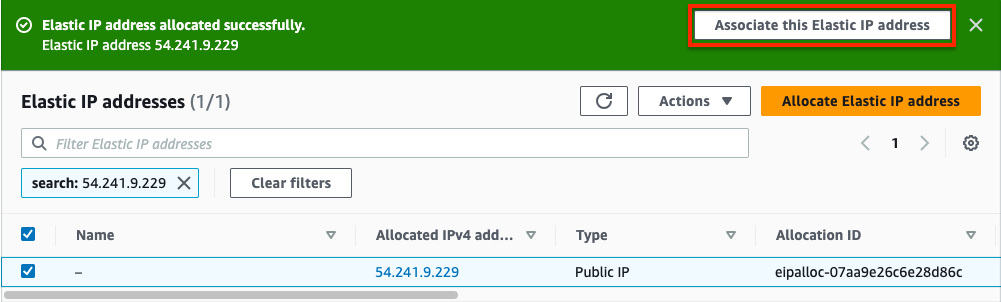 Elastic IP address allocated successfully.
Elastic IP address 54.241.9.229
Associate this Elastic IP address
Elastic IP addresses (1/1)
Actions
Allocate Elastic IP address
Filter Elastic IP addresses
1
search: 54.241.9.229
Clear filters
Name Allocated IPv4 add... Type Allocation ID
– 54.241.9.229 Public IP eipalloc-07aa9e26c6e28d86c